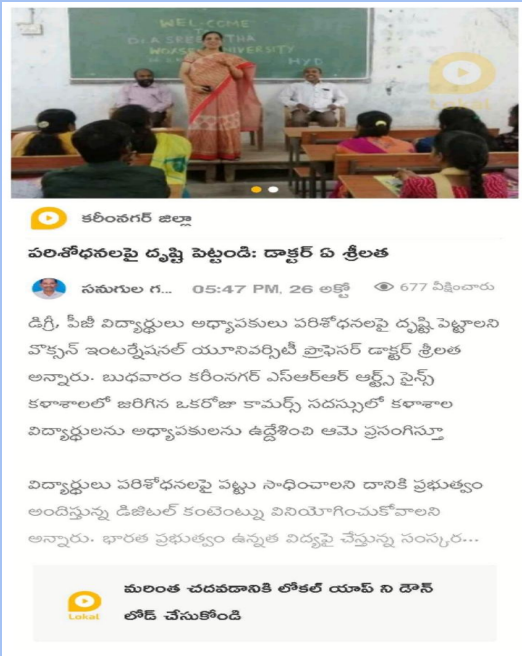 WEL-COME
TO
UNIVERSITY
HYD
Lokal
కరీంనగర్ జిల్లా
పరిశోధనలపై దృష్టి పెట్టండి: డాక్టర్ ఏ శ్రీలత
సముగుల గ... 05:47 PM, 26 అక్టో 677 వీక్షించారు
డిగ్రీ, పీజీ విద్యార్థులు అధ్యాపకులు పరిశోధనలపై దృష్టి పెట్టాలని
వొక్సన్ ఇంటర్నేషనల్ యూనివర్సిటీ ప్రొఫెసర్ డాక్టర్ శ్రీలత
అన్నారు. బుధవారం కరీంనగర్ ఎస్ఆర్ఆర్ ఆర్ట్స్ సైన్స్
కళాశాలలో జరిగిన ఒకరోజు కామర్స్ సదస్సులో కళాశాల
విద్యార్థులను అధ్యాపకులను ఉద్దేశించి ఆమె ప్రసంగిస్తూ
విద్యార్థులు పరిశోధనలపై పట్టు సాధించాలని దానికి ప్రభుత్వం
అందిస్తున్న డిజిటల్ కంటెంట్ను వినియోగించుకోవాలని
అన్నారు. భారత ప్రభుత్వం ఉన్నత విద్యపై చేస్తున్న సంస్కర...
మరింత చదవడానికి లోకల్ యాప్ ని డౌన్
లోడ్ చేసుకోండి
Lokal